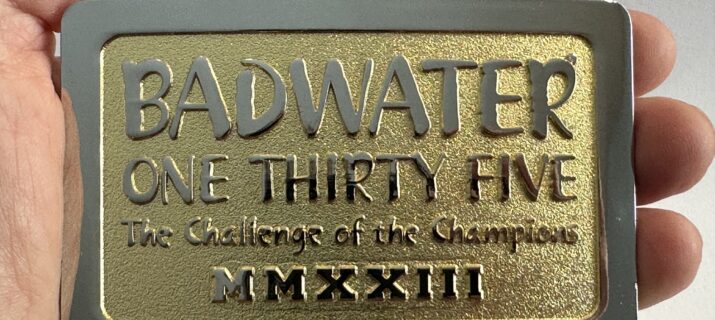 BADWATER
ONE THIRTY FIVE
The Challenge of the Champions
MMXXIII